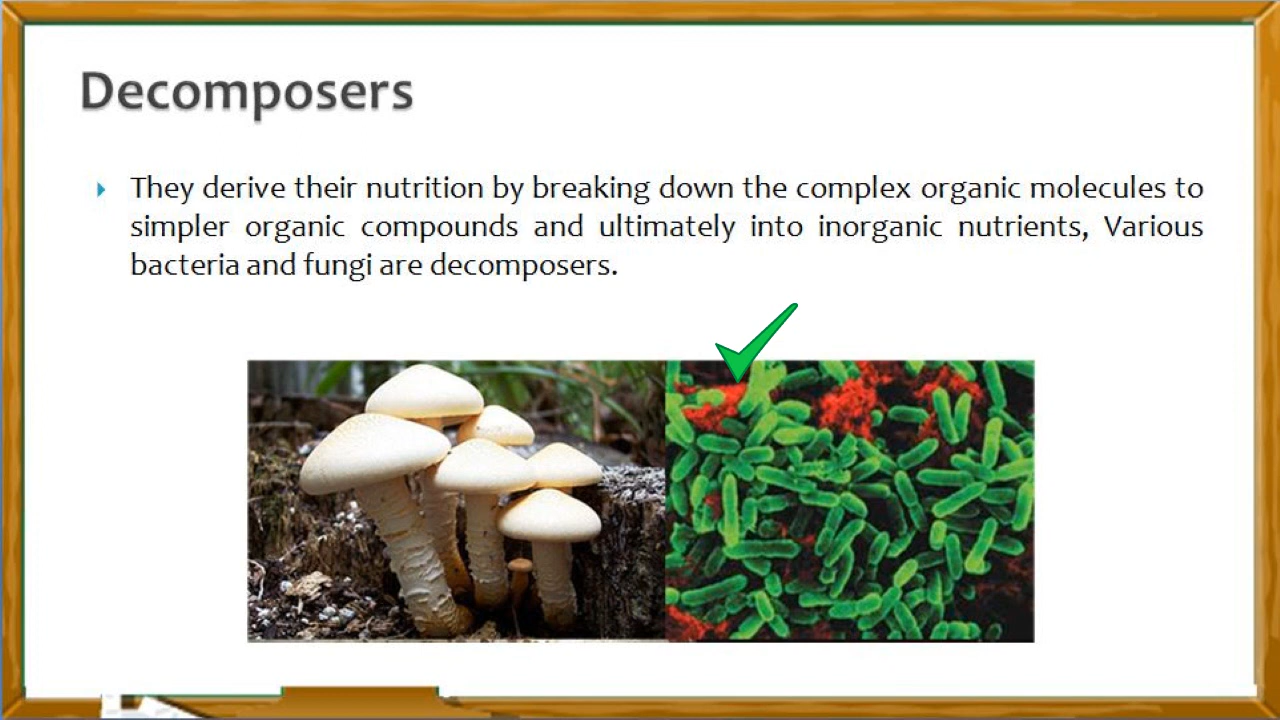 Decomposers
They derive their nutrition by breaking down the complex organic molecules to
simpler organic compounds and ultimately into inorganic nutrients, Various
bacteria and fungi are decomposers.